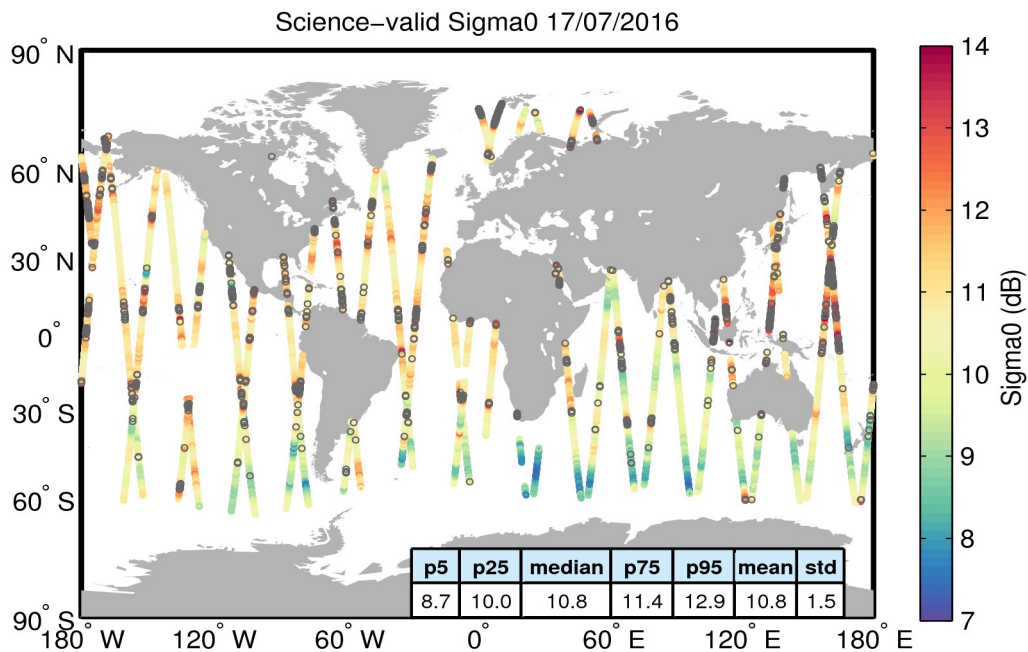 Science−valid Sigma0 17/07/2016
90° N
60° N
30° N
0°
30° S
60° S
90° S
180° W
120° W
60° W
0°
60° E
120° E
180° E
p5 p25 median p75 p95 mean std
8.7 10.0 10.8 11.4 12.9 10.8 1.5
14
13
12
11
10
9
8
7
Sigma0 (dB)